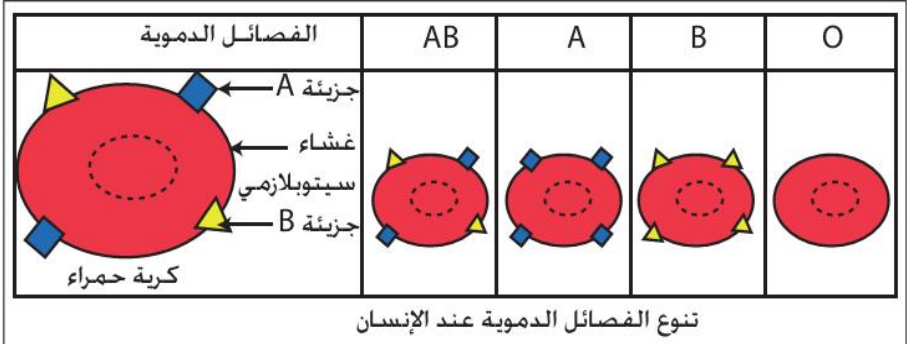 الفصائل الدموية
AB
A
B
O
جزيئة A
غشاء
سيتوبلازمي
جزيئة B
كرية حمراء
تنوع الفصائل الدموية عند الإنسان